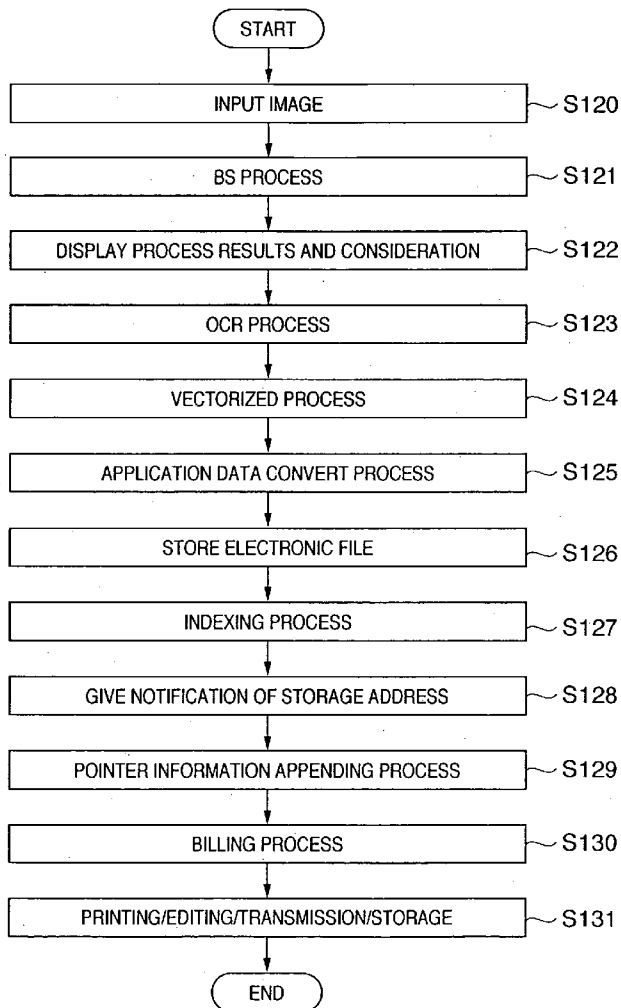 START
INPUT IMAGE S120
BS PROCESS S121
DISPLAY PROCESS RESULTS AND CONSIDERATION S122
OCR PROCESS S123
VECTORIZED PROCESS S124
APPLICATION DATA CONVERT PROCESS S125
STORE ELECTRONIC FILE S126
INDEXING PROCESS S127
GIVE NOTIFICATION OF STORAGE ADDRESS S128
POINTER INFORMATION APPENDING PROCESS S129
BILLING PROCESS S130
PRINTING/EDITING/TRANSMISSION/STORAGE S131
END